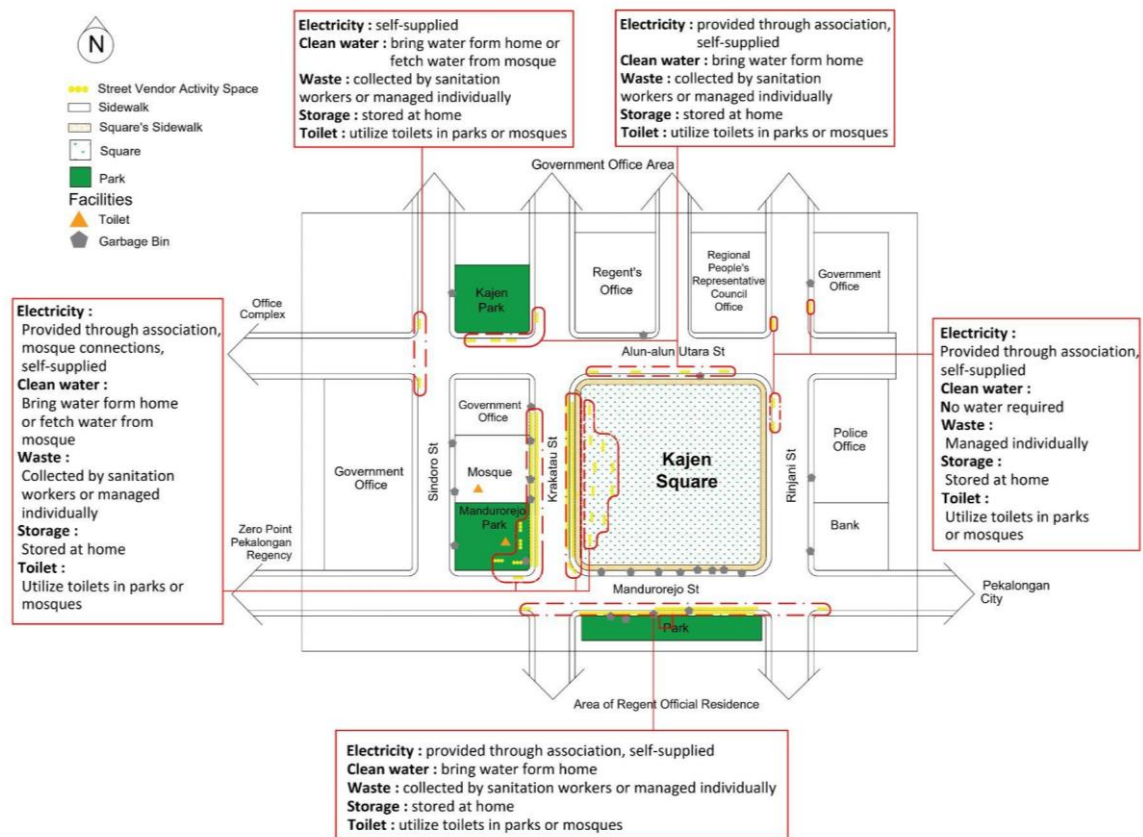 N
Street Vendor Activity Space
Sidewalk
Square's Sidewalk
Square
Park
Facilities
Toilet
Garbage Bin
Electricity : self-supplied
Clean water : bring water form home or
fetch water from mosque
Waste : collected by sanitation
workers or managed individually
Storage : stored at home
Toilet : utilize toilets in parks or mosques
Electricity : provided through association,
self-supplied
Clean water : bring water form home
Waste : collected by sanitation
workers or managed individually
Storage : stored at home
Toilet : utilize toilets in parks or mosques
Government Office Area
Kajen
Park
Regent's
Office
Regional
People's
Representative
Council
Office
Government
Office
Office
Complex
Alun-alun Utara St
Electricity :
Provided through association,
mosque connections,
self-supplied
Clean water :
Bring water form home
or fetch water from
mosque
Waste :
Collected by sanitation
workers or managed
individually
Storage :
Stored at home
Toilet :
Utilize toilets in parks or
mosques
Government
Office
Sindoro St
Government
Office
Mosque
Mandurorejo
Park
Krakatau St
Kajen
Square
Rinjani St
Police
Office
Bank
Electricity :
Provided through association,
self-supplied
Clean water :
No water required
Waste :
Managed individually
Storage :
Stored at home
Toilet :
Utilize toilets in parks
or mosques
Zero Point
Pekalongan
Regency
Mandurorejo St
Pekalongan
City
Park
Area of Regent Official Residence
Electricity : provided through association, self-supplied
Clean water : bring water form home
Waste : collected by sanitation workers or managed individually
Storage : stored at home
Toilet : utilize toilets in parks or mosques